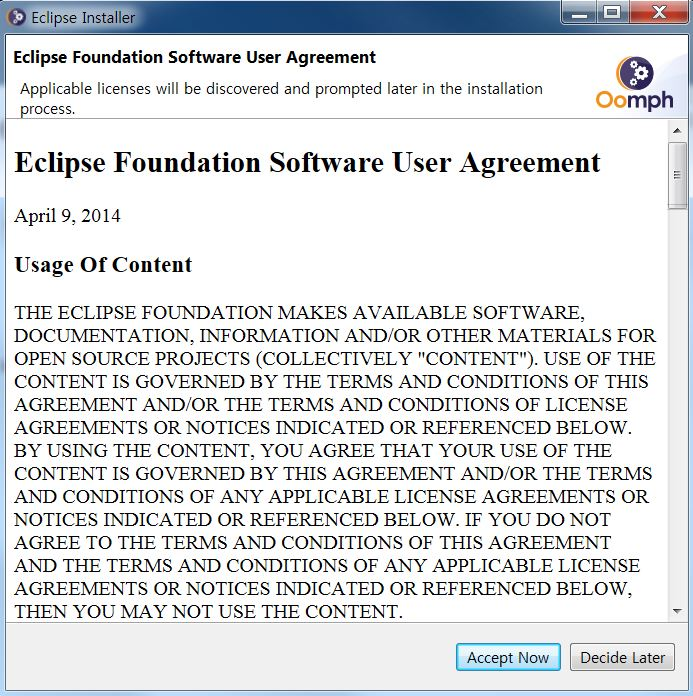 Eclipse Installer
Eclipse Foundation Software User Agreement
Applicable licenses will be discovered and prompted later in the installation
process.
Oomph
Eclipse Foundation Software User Agreement
April 9, 2014
Usage Of Content
THE ECLIPSE FOUNDATION MAKES AVAILABLE SOFTWARE,
DOCUMENTATION, INFORMATION AND/OR OTHER MATERIALS FOR
OPEN SOURCE PROJECTS (COLLECTIVELY "CONTENT"). USE OF THE
CONTENT IS GOVERNED BY THE TERMS AND CONDITIONS OF THIS
AGREEMENT AND/OR THE TERMS AND CONDITIONS OF LICENSE
AGREEMENTS OR NOTICES INDICATED OR REFERENCED BELOW.
BY USING THE CONTENT, YOU AGREE THAT YOUR USE OF THE
CONTENT IS GOVERNED BY THIS AGREEMENT AND/OR THE TERMS
AND CONDITIONS OF ANY APPLICABLE LICENSE AGREEMENTS OR
NOTICES INDICATED OR REFERENCED BELOW. IF YOU DO NOT
AGREE TO THE TERMS AND CONDITIONS OF THIS AGREEMENT
AND THE TERMS AND CONDITIONS OF ANY APPLICABLE LICENSE
AGREEMENTS OR NOTICES INDICATED OR REFERENCED BELOW,
THEN YOU MAY NOT USE THE CONTENT.
Accept Now
Decide Later